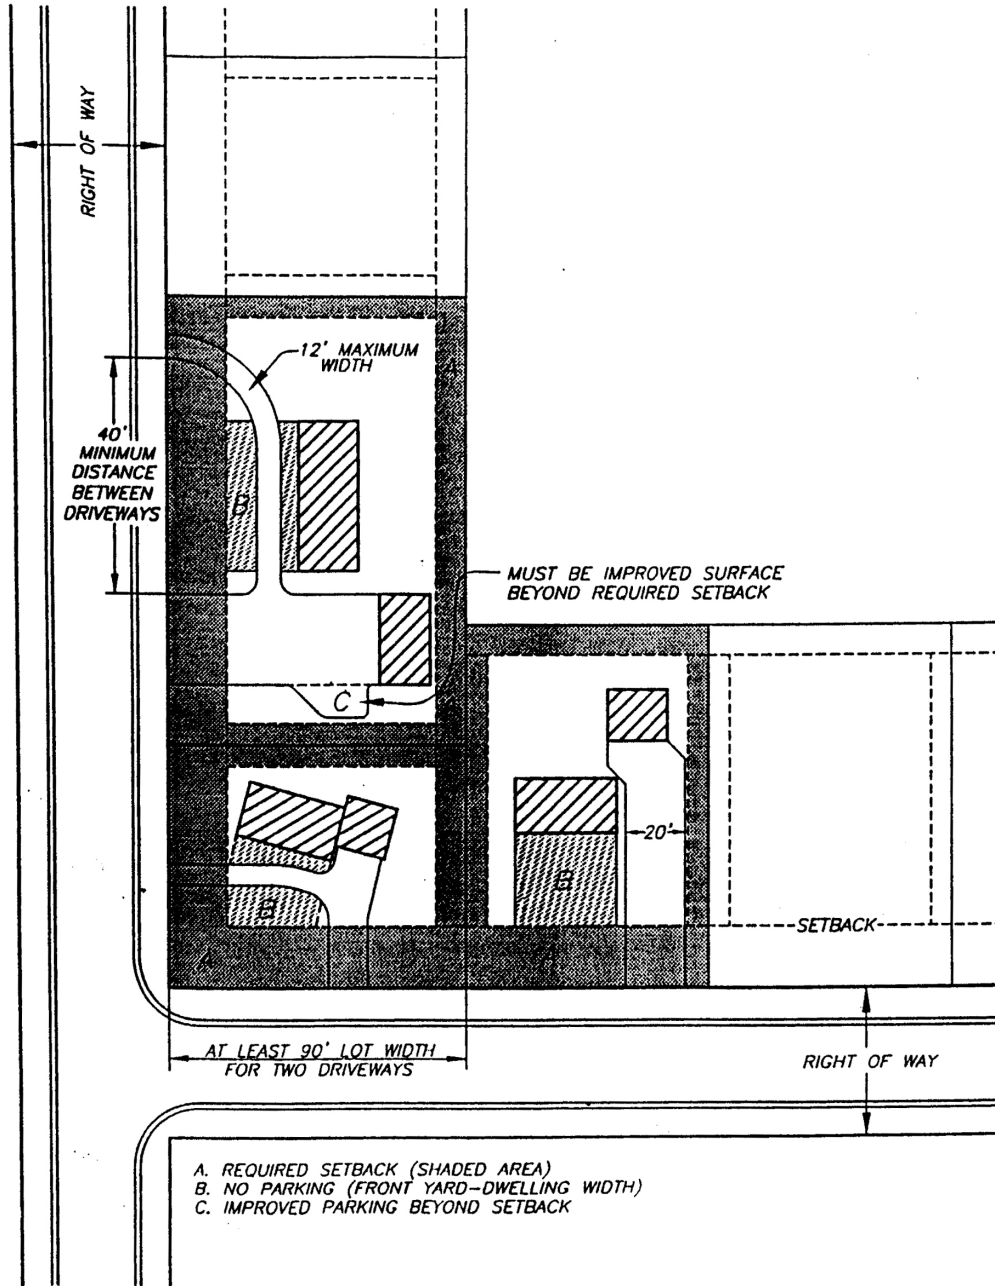 RIGHT OF WAY
12' MAXIMUM
WIDTH
A
40'
MINIMUM
DISTANCE
BETWEEN
DRIVEWAYS
B
MUST BE IMPROVED SURFACE
BEYOND REQUIRED SETBACK
C
20'
B
B
SETBACK
A
A
AT LEAST 90' LOT WIDTH
FOR TWO DRIVEWAYS
RIGHT OF WAY
A. REQUIRED SETBACK (SHADED AREA)
B. NO PARKING (FRONT YARD-DWELLING WIDTH)
C. IMPROVED PARKING BEYOND SETBACK